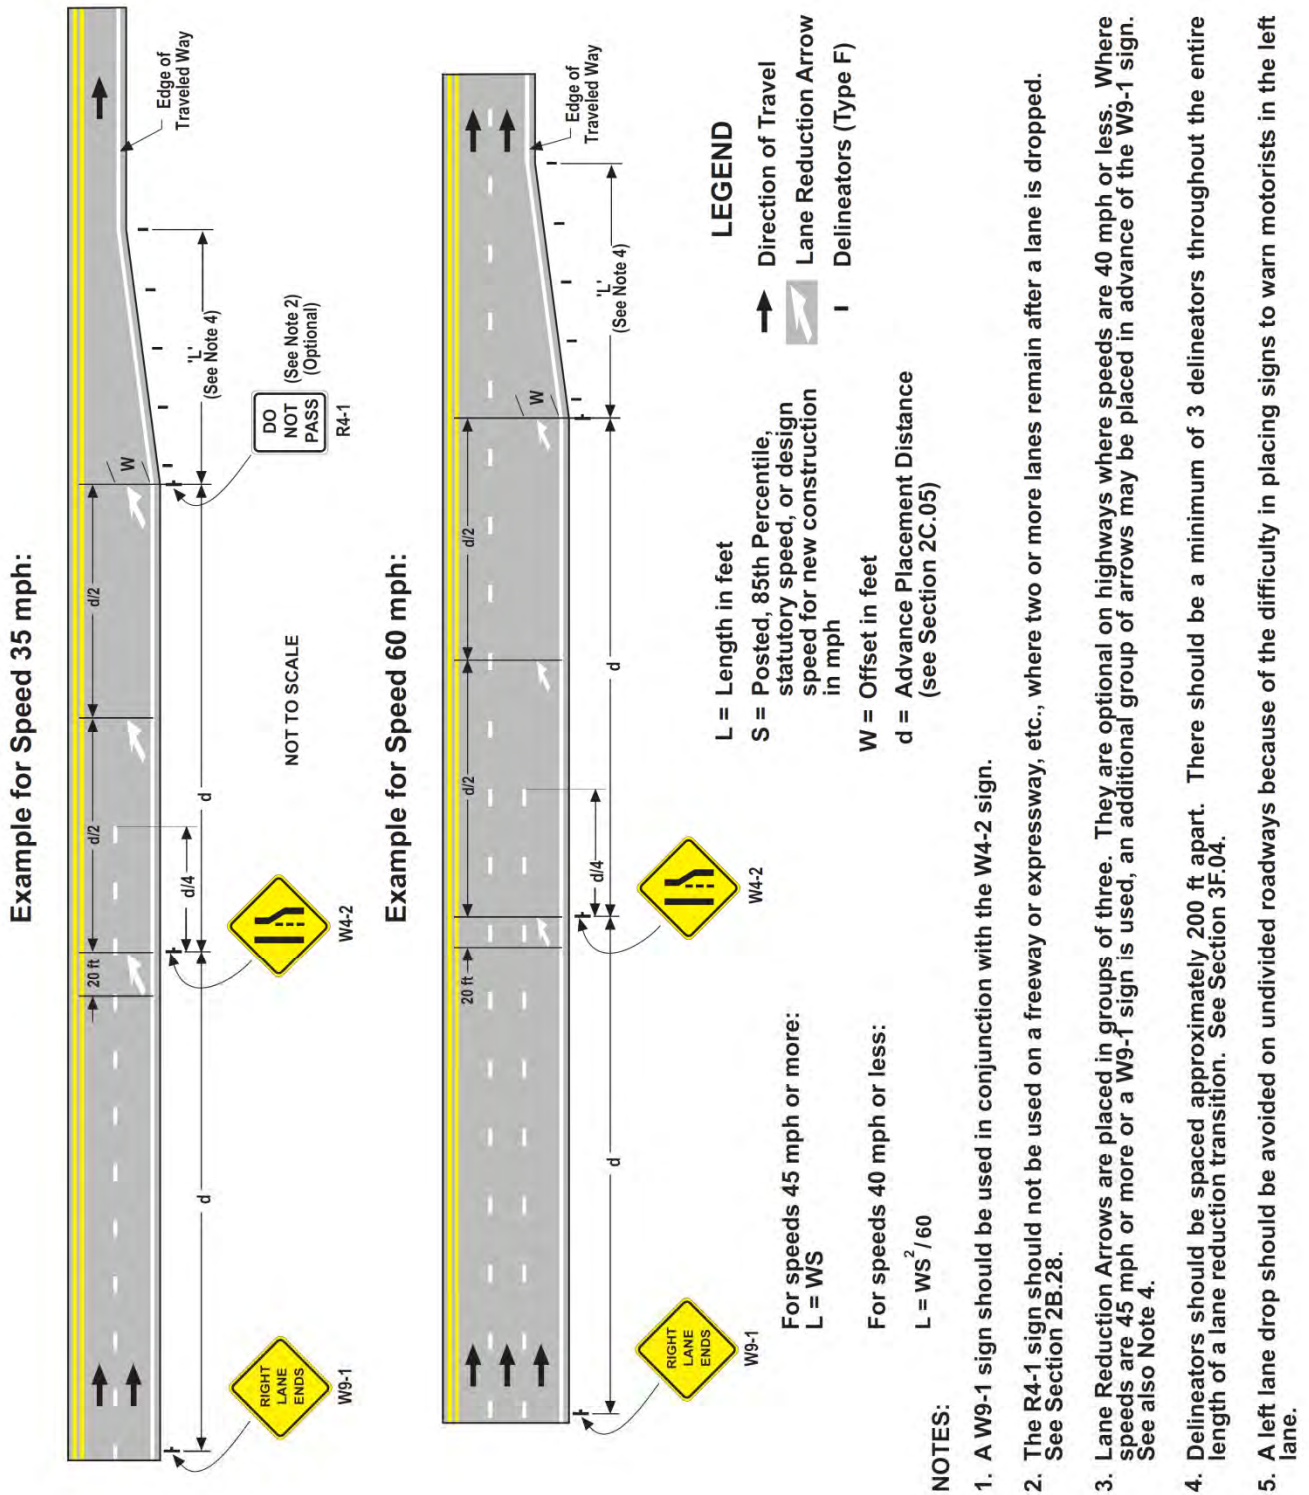 Example for Speed 35 mph:
Edge of
Traveled Way
d/2
d/2
20 ft
W
'L'
(See Note 4)
d/4
d
d
(See Note 2)
(Optional)
DO
NOT
PASS
R4-1
NOT TO SCALE
W4-2
RIGHT
LANE
ENDS
W9-1
Example for Speed 60 mph:
Edge of
Traveled Way
d/2
d/2
20 ft
W
'L'
(See Note 4)
d/4
d
d
W4-2
RIGHT
LANE
ENDS
W9-1
For speeds 45 mph or more:
L = WS
For speeds 40 mph or less:
L = WS²/60
L = Length in feet
S = Posted, 85th Percentile,
statutory speed, or design
speed for new construction
in mph
W = Offset in feet
d = Advance Placement Distance
(see Section 2C.05)
LEGEND
Direction of Travel
Lane Reduction Arrow
Delineators (Type F)
NOTES:
1. A W9-1 sign should be used in conjunction with the W4-2 sign.
2. The R4-1 sign should not be used on a freeway or expressway, etc., where two or more lanes remain after a lane is dropped.
See Section 2B.28.
3. Lane Reduction Arrows are placed in groups of three. They are optional on highways where speeds are 40 mph or less. Where
speeds are 45 mph or more or a W9-1 sign is used, an additional group of arrows may be placed in advance of the W9-1 sign.
See also Note 4.
4. Delineators should be spaced approximately 200 ft apart. There should be a minimum of 3 delineators throughout the entire
length of a lane reduction transition. See Section 3F.04.
5. A left lane drop should be avoided on undivided roadways because of the difficulty in placing signs to warn motorists in the left
lane.